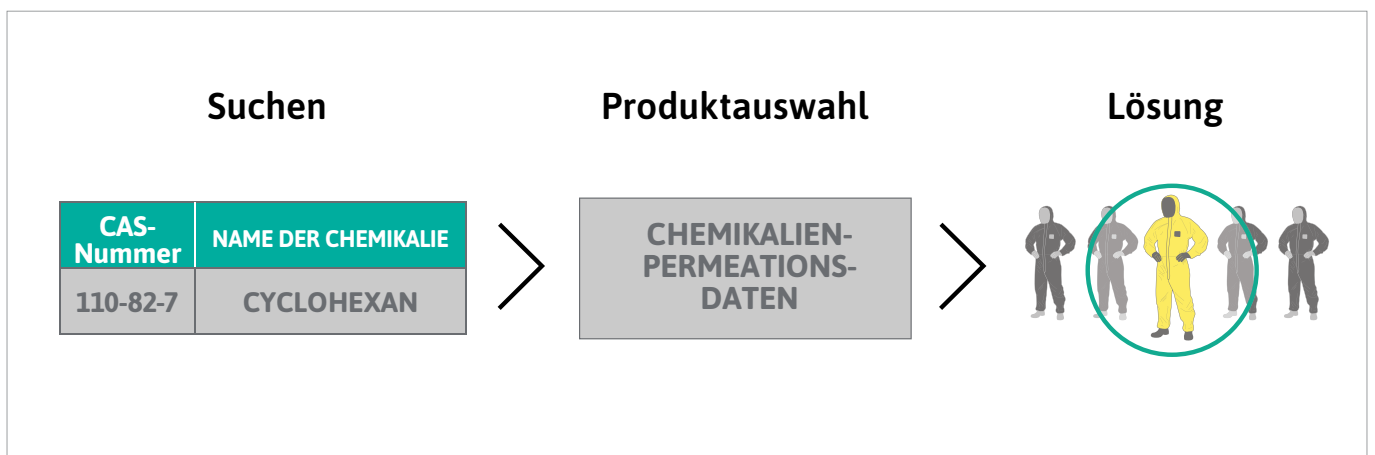 Suchen
Produktauswahl
Lösung
CAS-
Nummer
NAME DER CHEMIKALIE
110-82-7
CYCLOHEXAN
CHEMIKALIEN-
PERMEATIONS-
DATEN